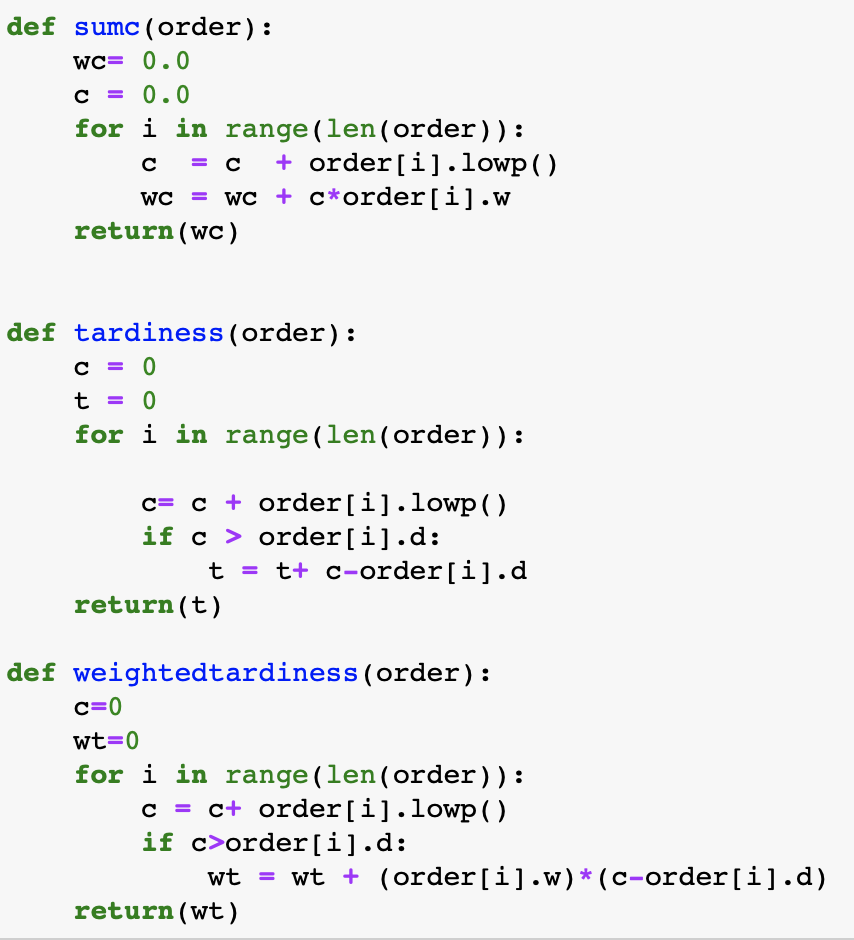 def sumc(order):
    wc= 0.0
    c = 0.0
    for i in range(len(order)):
        c  = c  + order[i].lowp()
        wc = wc + c*order[i].w
    return(wc)
def tardiness(order):
    c = 0
    t = 0
    for i in range(len(order)):
        c= c + order[i].lowp()
        if c > order[i].d:
            t = t+ c-order[i].d
    return(t)
def weightedtardiness(order):
    c=0
    wt=0
    for i in range(len(order)):
        c = c+ order[i].lowp()
        if c>order[i].d:
            wt = wt + (order[i].w)*(c-order[i].d)
    return(wt)